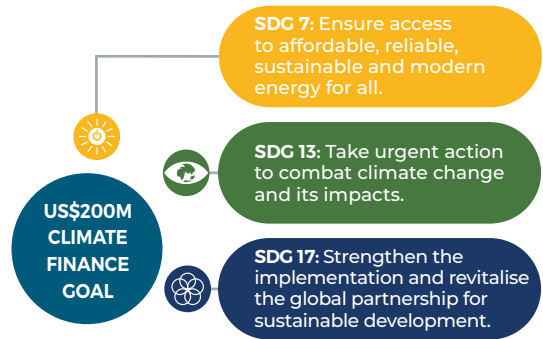 SDG 7: Ensure access
to affordable, reliable,
sustainable and modern
energy for all.
SDG 13: Take urgent action
to combat climate change
and its impacts.
US$200M
CLIMATE
FINANCE
GOAL
SDG 17: Strengthen the
implementation and revitalise
the global partnership for
sustainable development.